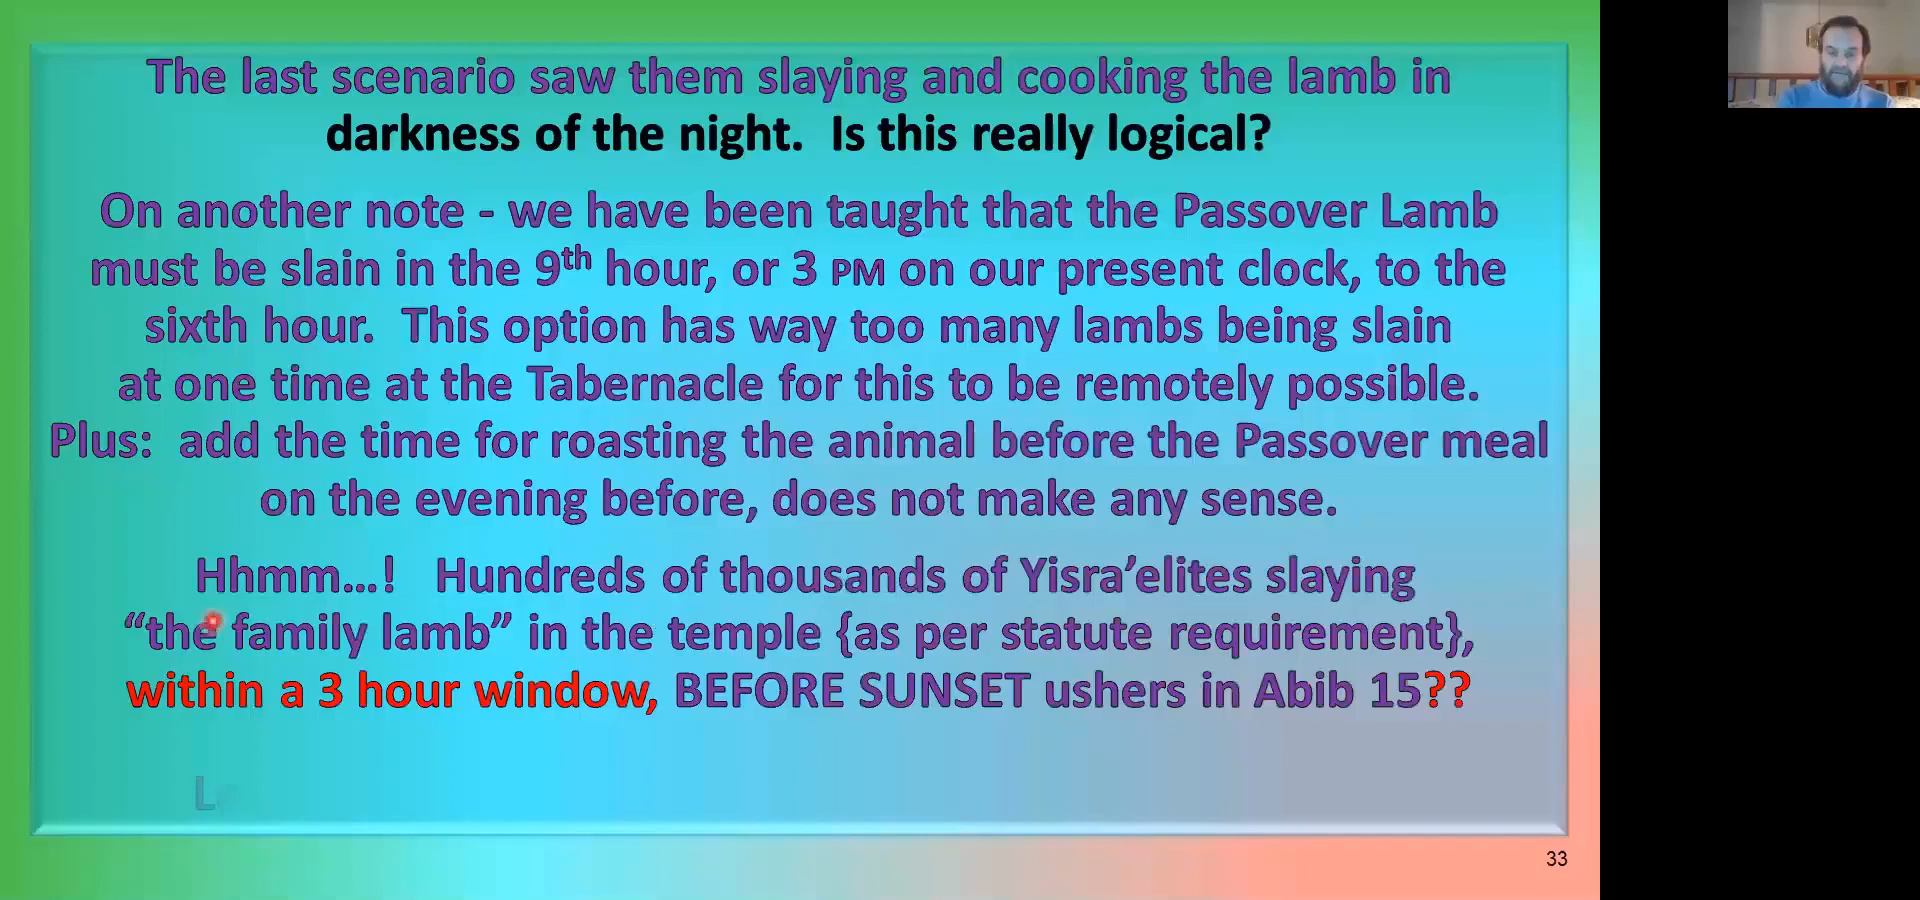 The last scenario saw them slaying and cooking the lamb in
darkness of the night.  Is this really logical?
On another note - we have been taught that the Passover Lamb
must be slain in the 9th hour, or 3 PM on our present clock, to the
sixth hour.  This option has way too many lambs being slain
at one time at the Tabernacle for this to be remotely possible.
Plus:  add the time for roasting the animal before the Passover meal
on the evening before, does not make any sense.
Hhmm...!   Hundreds of thousands of Yisra’elites slaying
“the family lamb” in the temple {as per statute requirement},
within a 3 hour window, BEFORE SUNSET ushers in Abib 15??
33